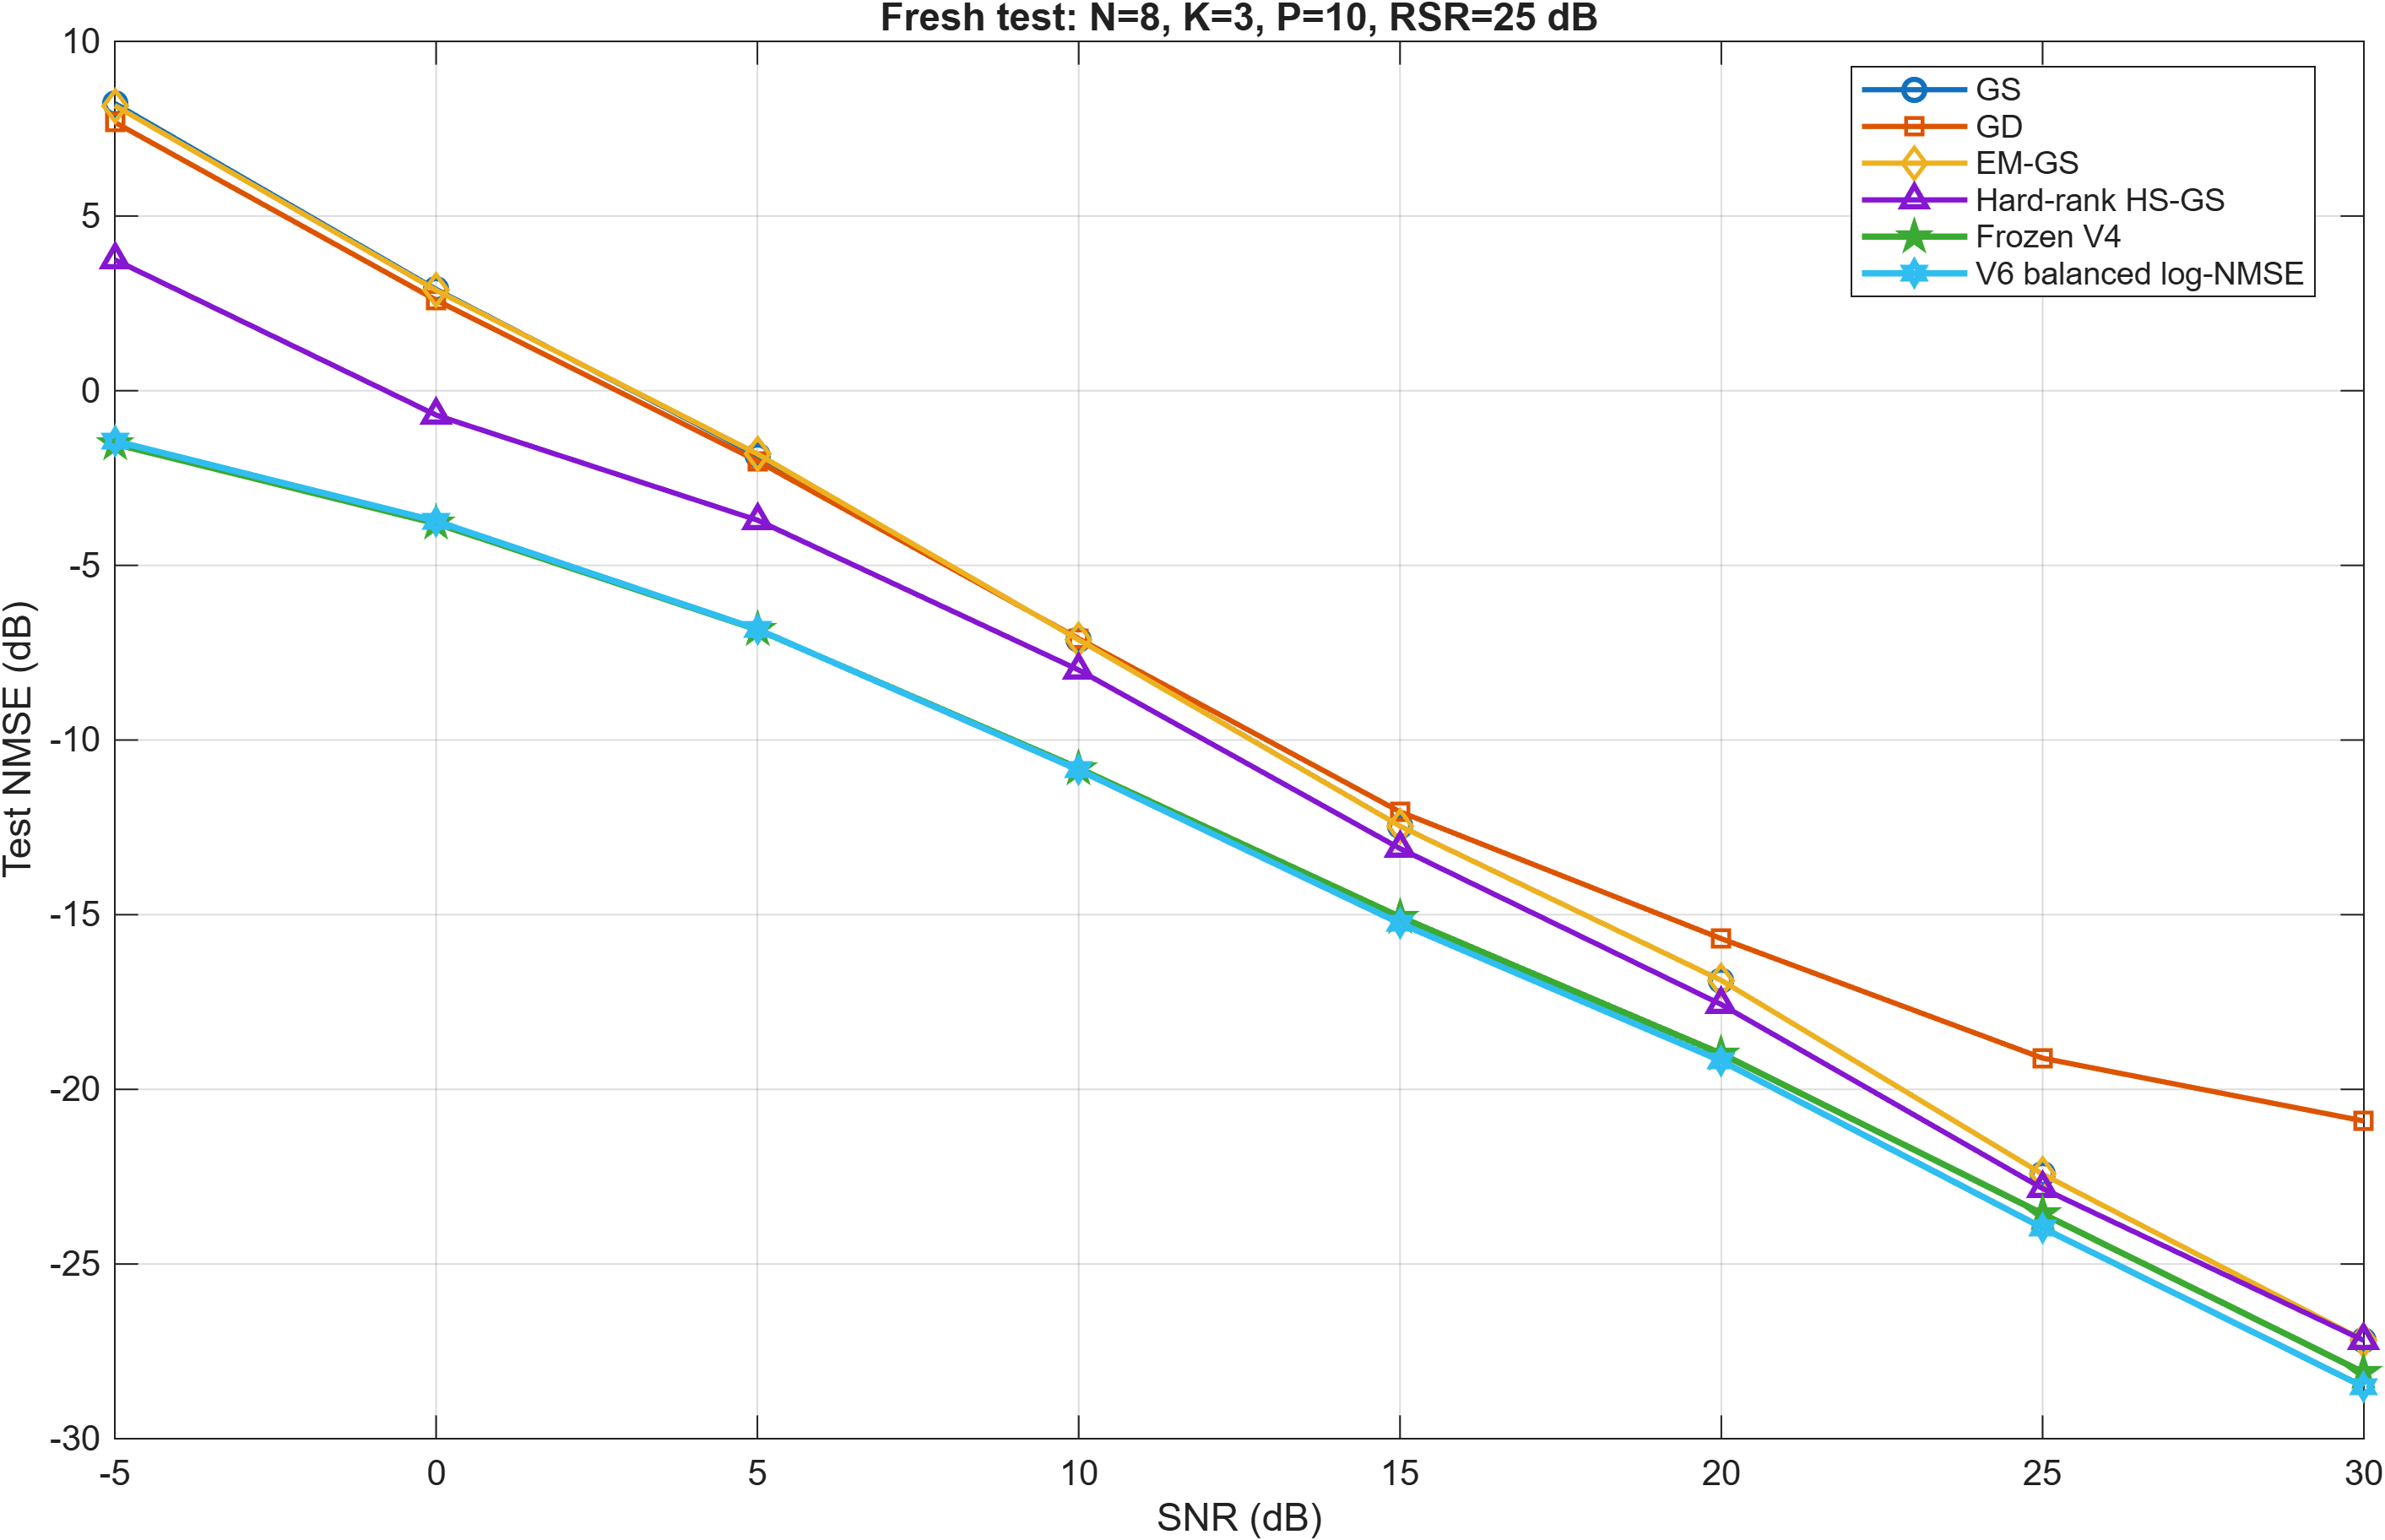 Fresh test: N=8, K=3, P=10, RSR=25 dB
10
5
0
-5
-10
-15
-20
-25
-30
Test NMSE (dB)
GS
GD
EM-GS
Hard-rank HS-GS
Frozen V4
V6 balanced log-NMSE
-5 0 5 10 15 20 25 30
SNR (dB)